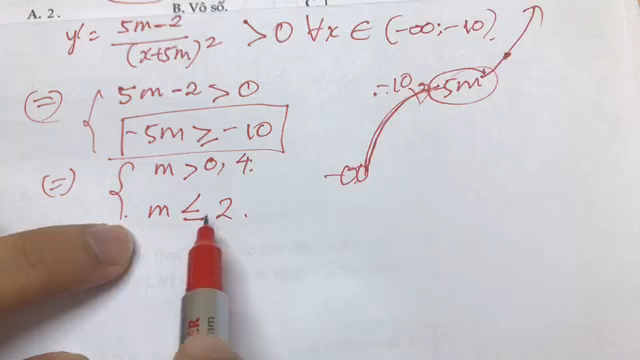 A. 2. B. Vô số. C. 1
y' = 5m-2 / (x+5m)² > 0 ∀x ∈ (-∞; -10).
⇔ { 5m-2 > 0
-5m ≥ -10
-10 -5m
-∞
⇔ { m > 0,4.
m ≤ 2.